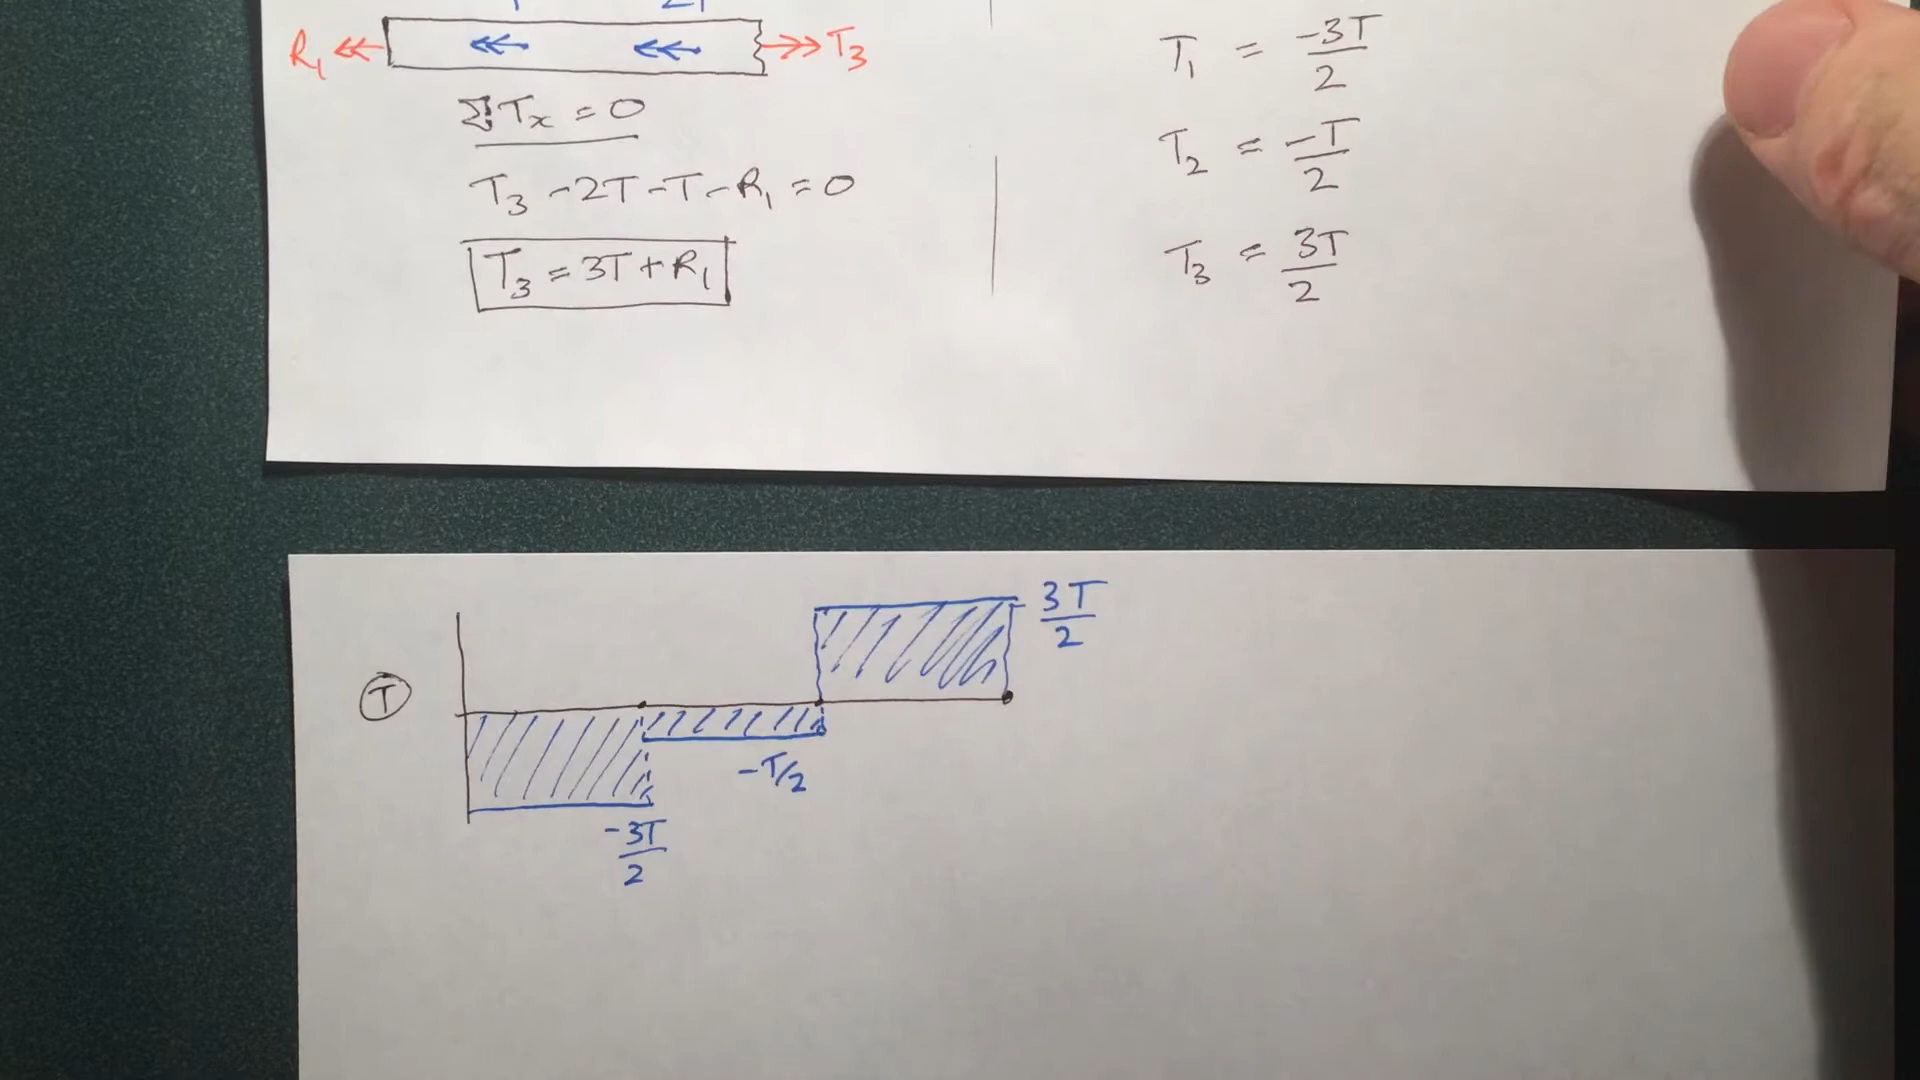 R₁ T₃
ΣTₓ = 0
T₃ - 2T - T - R₁ = 0
T₃ = 3T + R₁
T₁ = -3T/2
T₂ = -T/2
T₃ = 3T/2
3T/2
T
-T/2
-3T/2